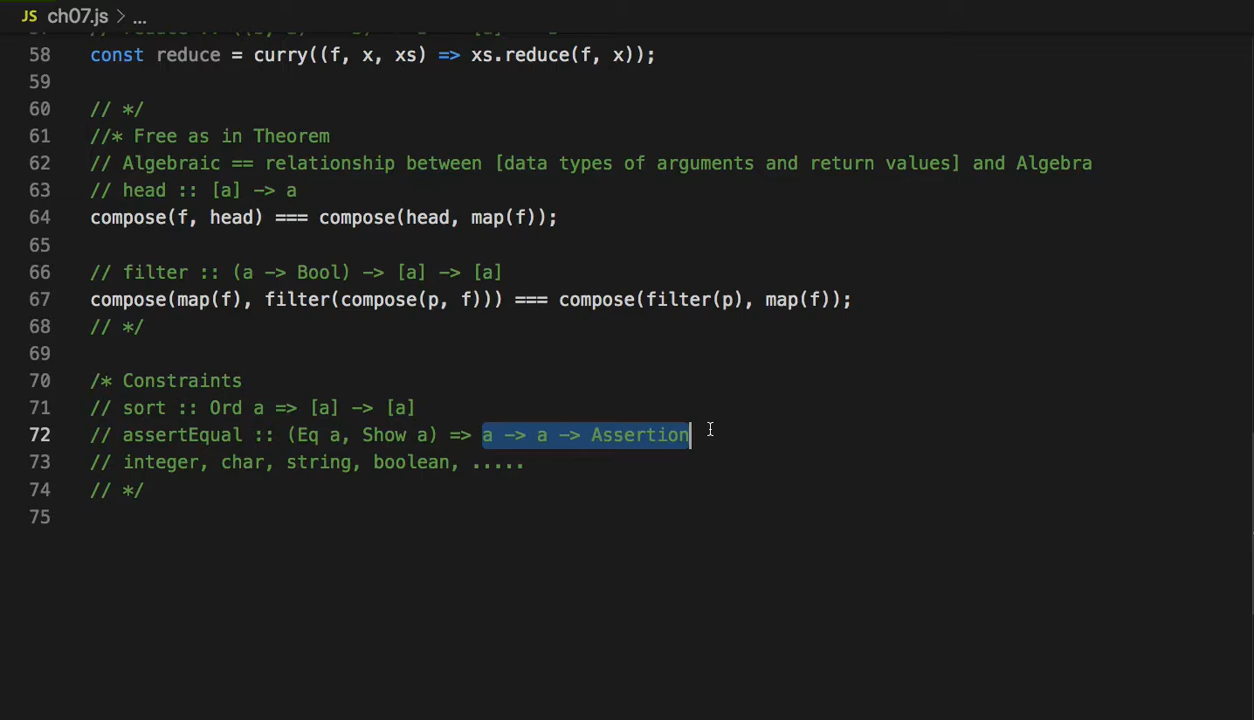 JS ch07.js > ...
58 const reduce = curry((f, x, xs) => xs.reduce(f, x));
59
60 // */
61 //* Free as in Theorem
62 // Algebraic == relationship between [data types of arguments and return values] and Algebra
63 // head :: [a] -> a
64 compose(f, head) === compose(head, map(f));
65
66 // filter :: (a -> Bool) -> [a] -> [a]
67 compose(map(f), filter(compose(p, f))) === compose(filter(p), map(f));
68 // */
69
70 /* Constraints
71 // sort :: Ord a => [a] -> [a]
72 // assertEqual :: (Eq a, Show a) => a -> a -> Assertion
73 // integer, char, string, boolean, .....
74 // */
75